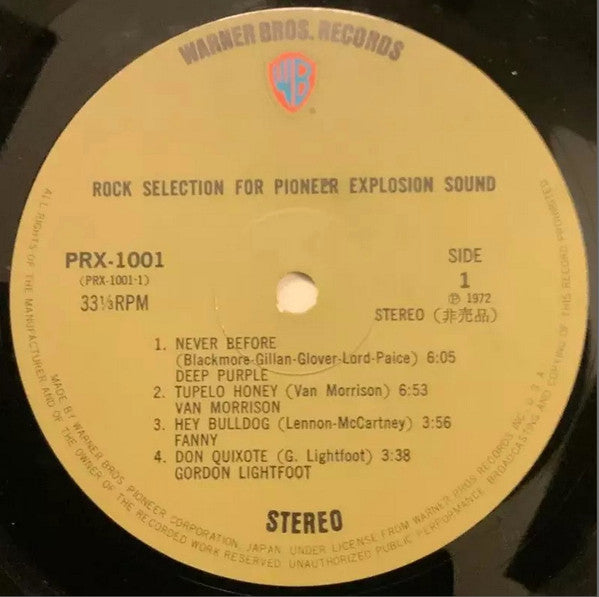 WARNER BROS. RECORDS
WB
ROCK SELECTION FOR PIONEER EXPLOSION SOUND
PRX-1001
(PRX-1001-1)
33⅓RPM
SIDE
1
℗ 1972
STEREO (非売品)
1. NEVER BEFORE
(Blackmore-Gillan-Glover-Lord-Paice) 6:05
DEEP PURPLE
2. TUPELO HONEY (Van Morrison) 6:53
VAN MORRISON
3. HEY BULLDOG (Lennon-McCartney) 3:56
FANNY
4. DON QUIXOTE (G. Lightfoot) 3:38
GORDON LIGHTFOOT
STEREO
MADE BY WARNER BROS. PIONEER CORPORATION, JAPAN. UNDER LICENSE FROM WARNER BROS RECORDS INC. U.S.A.
ALL RIGHTS OF THE MANUFACTURER AND OF THE OWNER OF THE RECORDED WORK RESERVED. UNAUTHORIZED PUBLIC PERFORMANCE, BROADCASTING AND COPYING OF THIS RECORD PROHIBITED